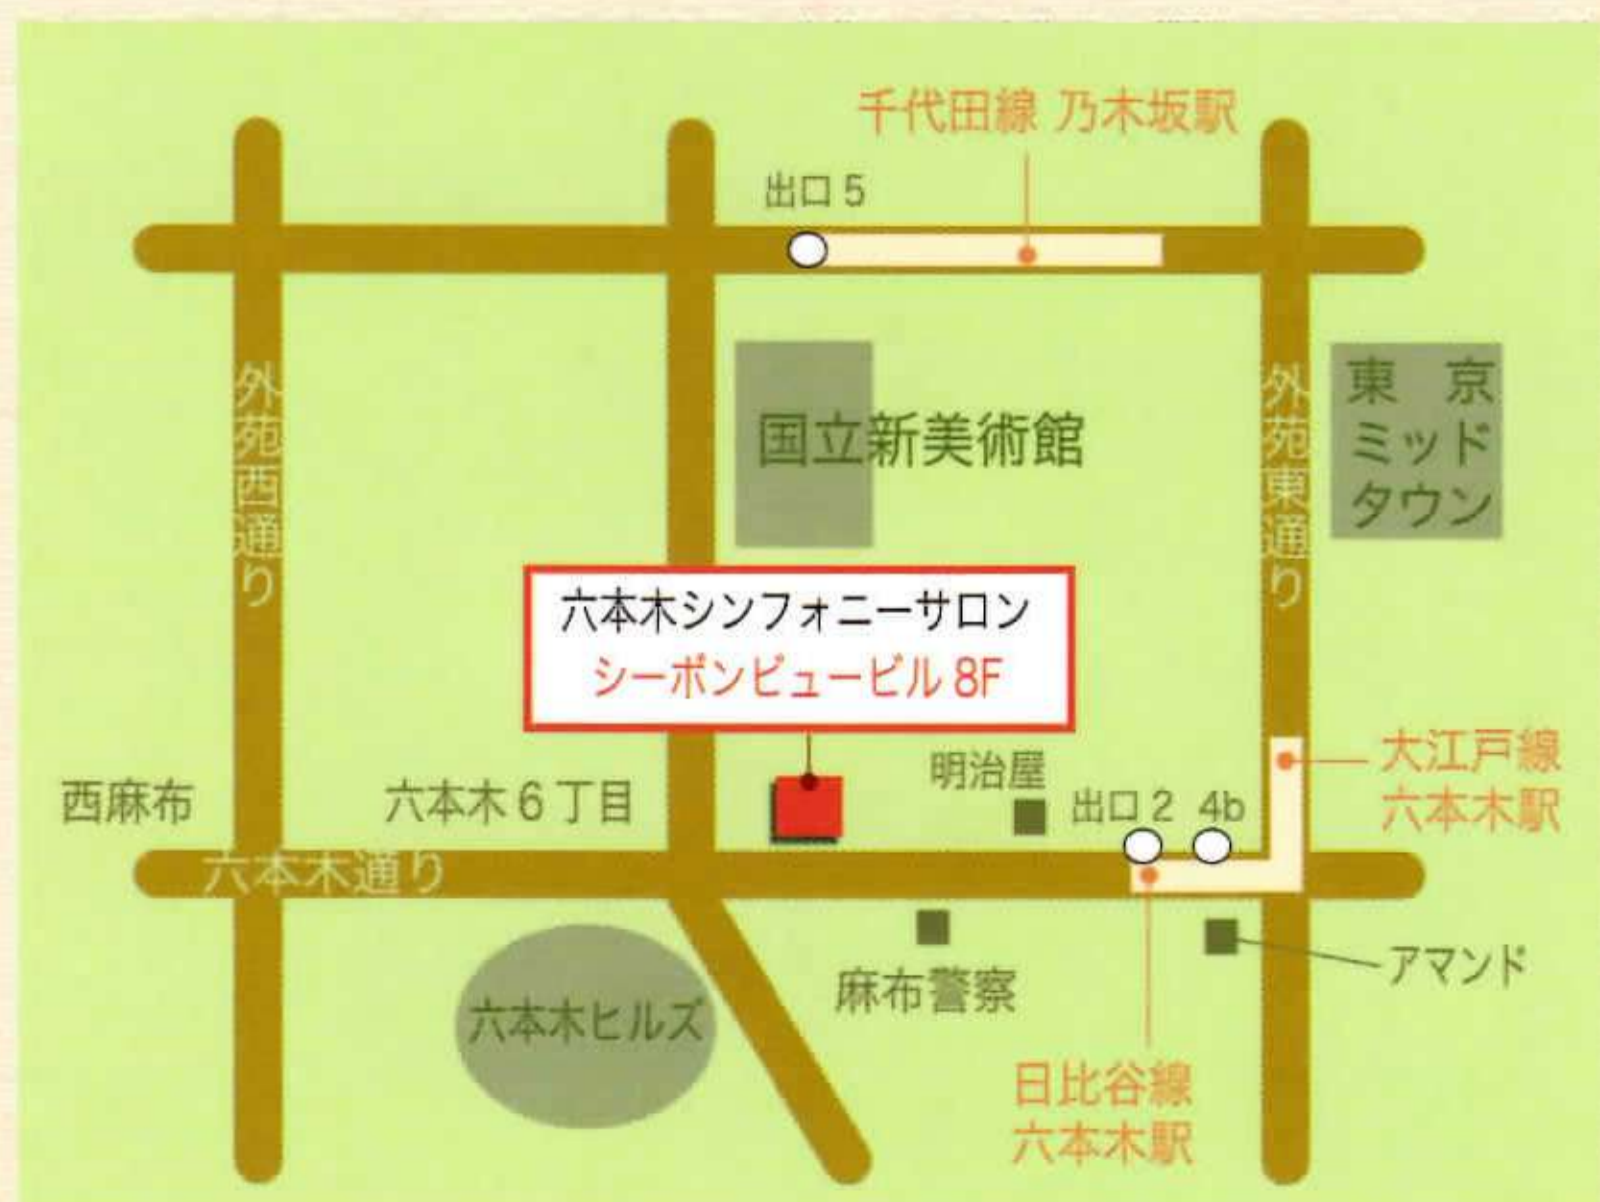 千代田線 乃木坂駅
出口 5
外苑西通り
国立新美術館
外苑東通り
東 京
ミッド
タウン
六本木シンフォニーサロン
シーボンビュービル 8F
西麻布
六本木 6 丁目
明治屋
出口 2 4b
大江戸線
六本木駅
六本木通り
六本木ヒルズ
麻布警察
アマンド
日比谷線
六本木駅